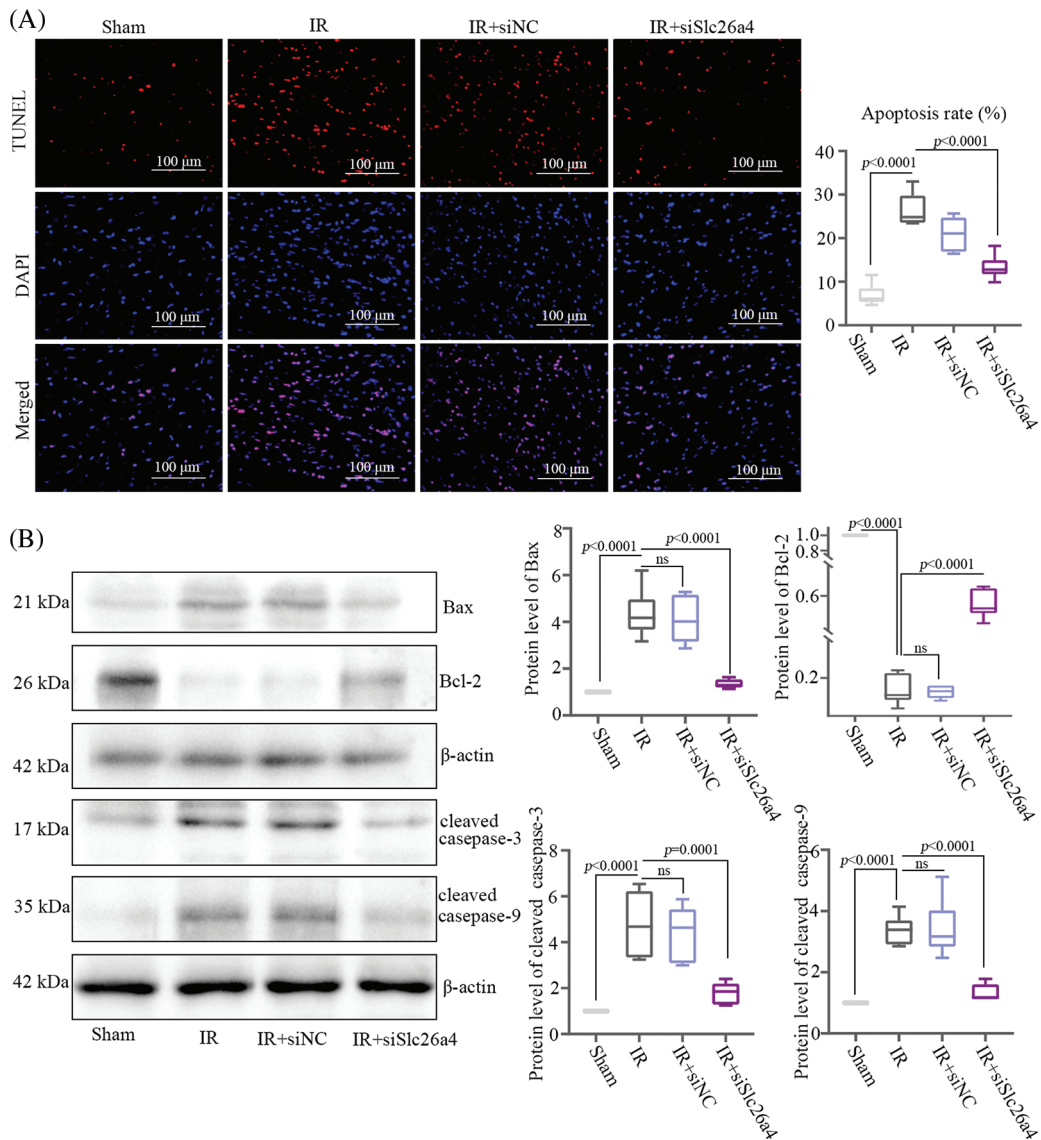 (A)
Sham
IR
IR+siNC
IR+siSlc26a4
TUNEL
100 μm
100 μm
100 μm
100 μm
DAPI
100 μm
100 μm
100 μm
100 μm
Merged
100 μm
100 μm
100 μm
100 μm
Apoptosis rate (%)
p<0.0001
p<0.0001
40
30
20
10
0
Sham
IR
IR+siNC
IR+siSlc26a4
(B)
21 kDa
Bax
26 kDa
Bcl-2
42 kDa
β-actin
17 kDa
cleaved
casepase-3
35 kDa
cleaved
casepase-9
42 kDa
β-actin
Sham
IR
IR+siNC
IR+siSlc26a4
Protein level of Bax
8
6
4
2
0
p<0.0001
p<0.0001
ns
Sham
IR
IR+siNC
IR+siSlc26a4
Protein level of Bcl-2
1.0
0.8
0.6
0.2
p<0.0001
p<0.0001
ns
Sham
IR
IR+siNC
IR+siSlc26a4
Protein level of cleaved casepase-3
8
6
4
2
0
p<0.0001
p=0.0001
ns
Sham
IR
IR+siNC
IR+siSlc26a4
Protein level of cleaved casepase-9
6
4
2
0
p<0.0001
p<0.0001
ns
Sham
IR
IR+siNC
IR+siSlc26a4